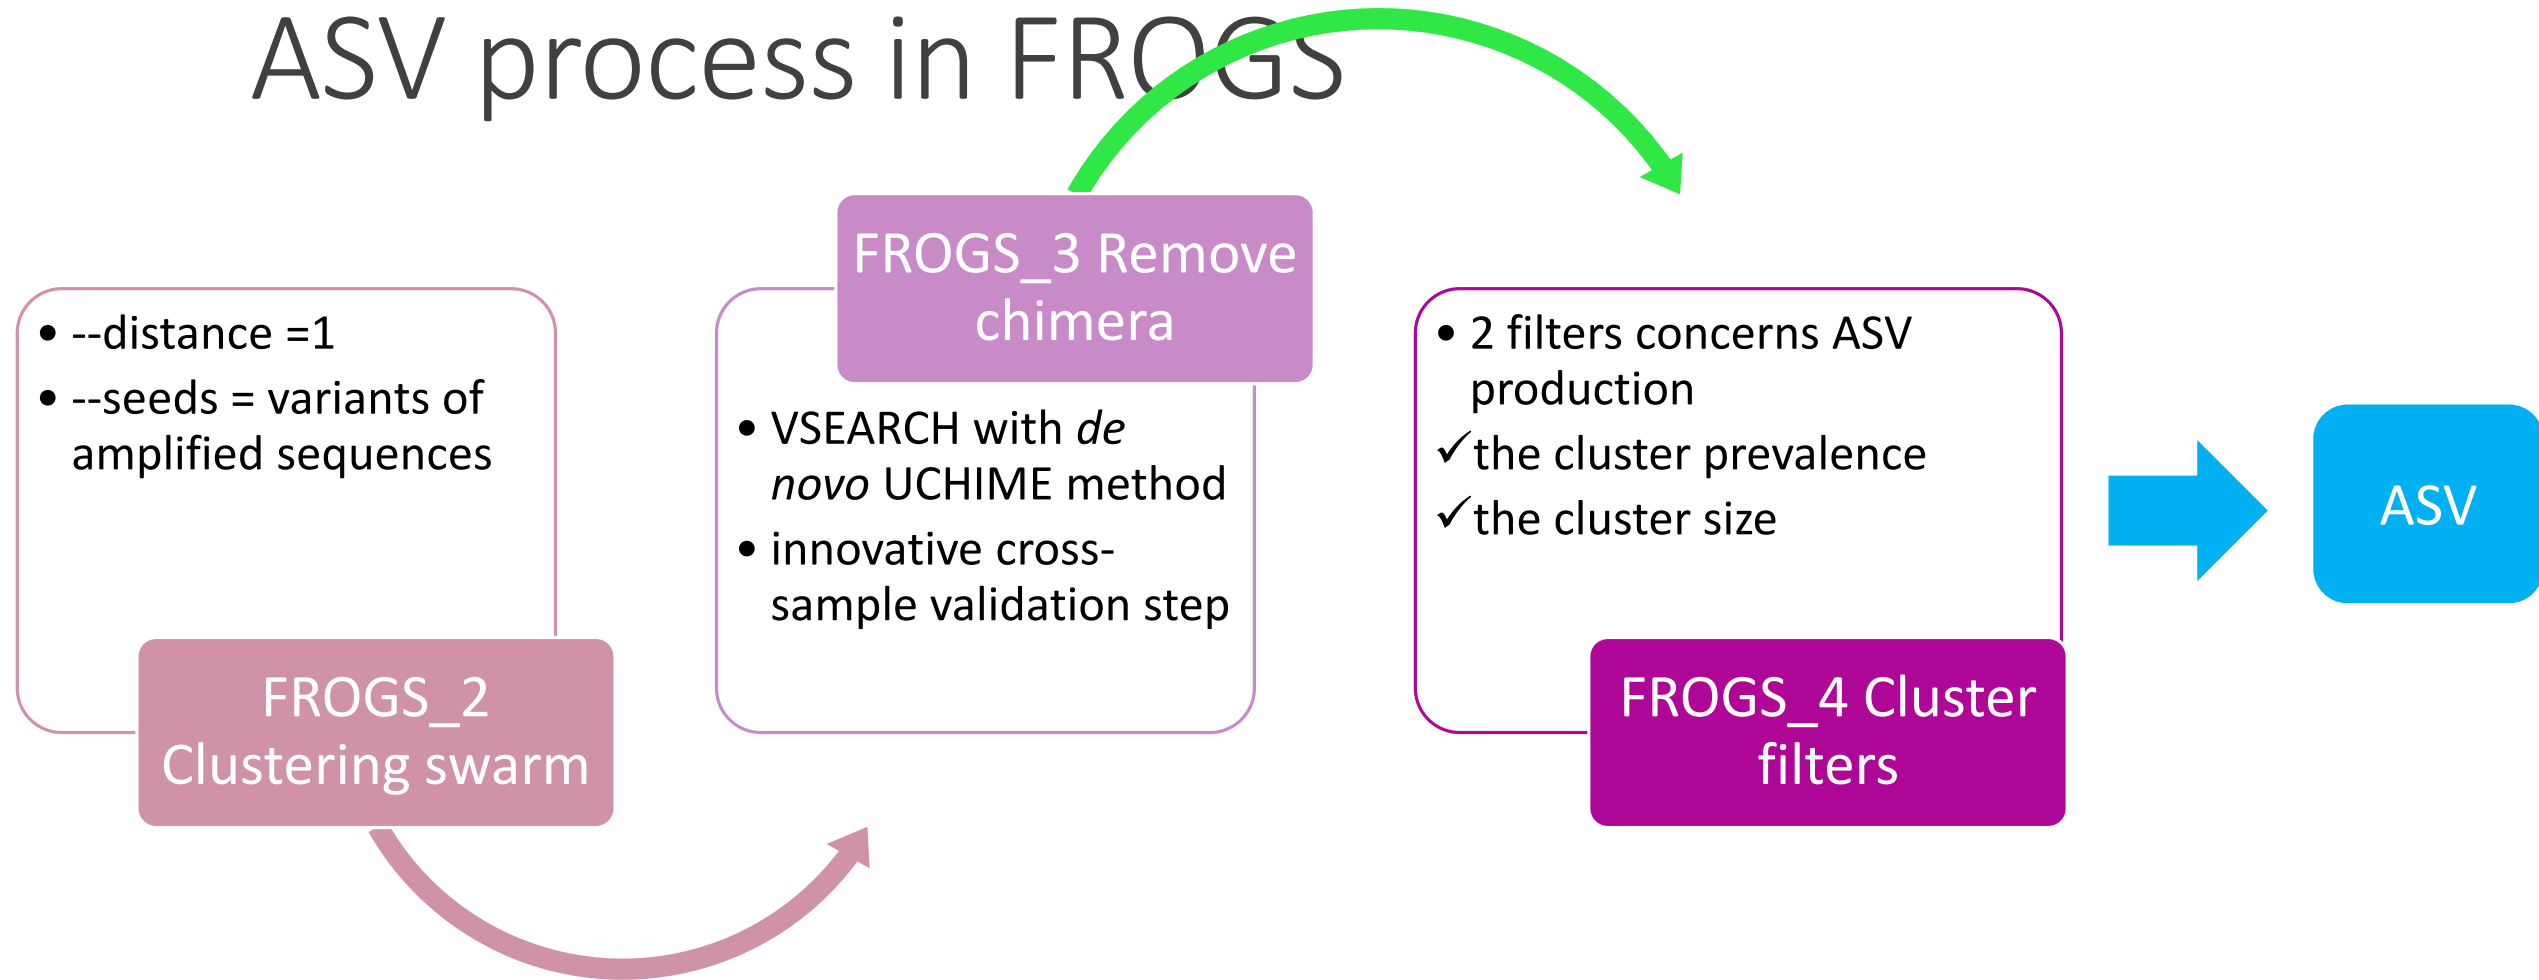 ASV process in FROGS
• --distance =1
• --seeds = variants of
amplified sequences
FROGS_2
Clustering swarm
FROGS_3 Remove
chimera
• VSEARCH with de
novo UCHIME method
• innovative cross-
sample validation step
• 2 filters concerns ASV
production
✓the cluster prevalence
✓the cluster size
FROGS_4 Cluster
filters
ASV